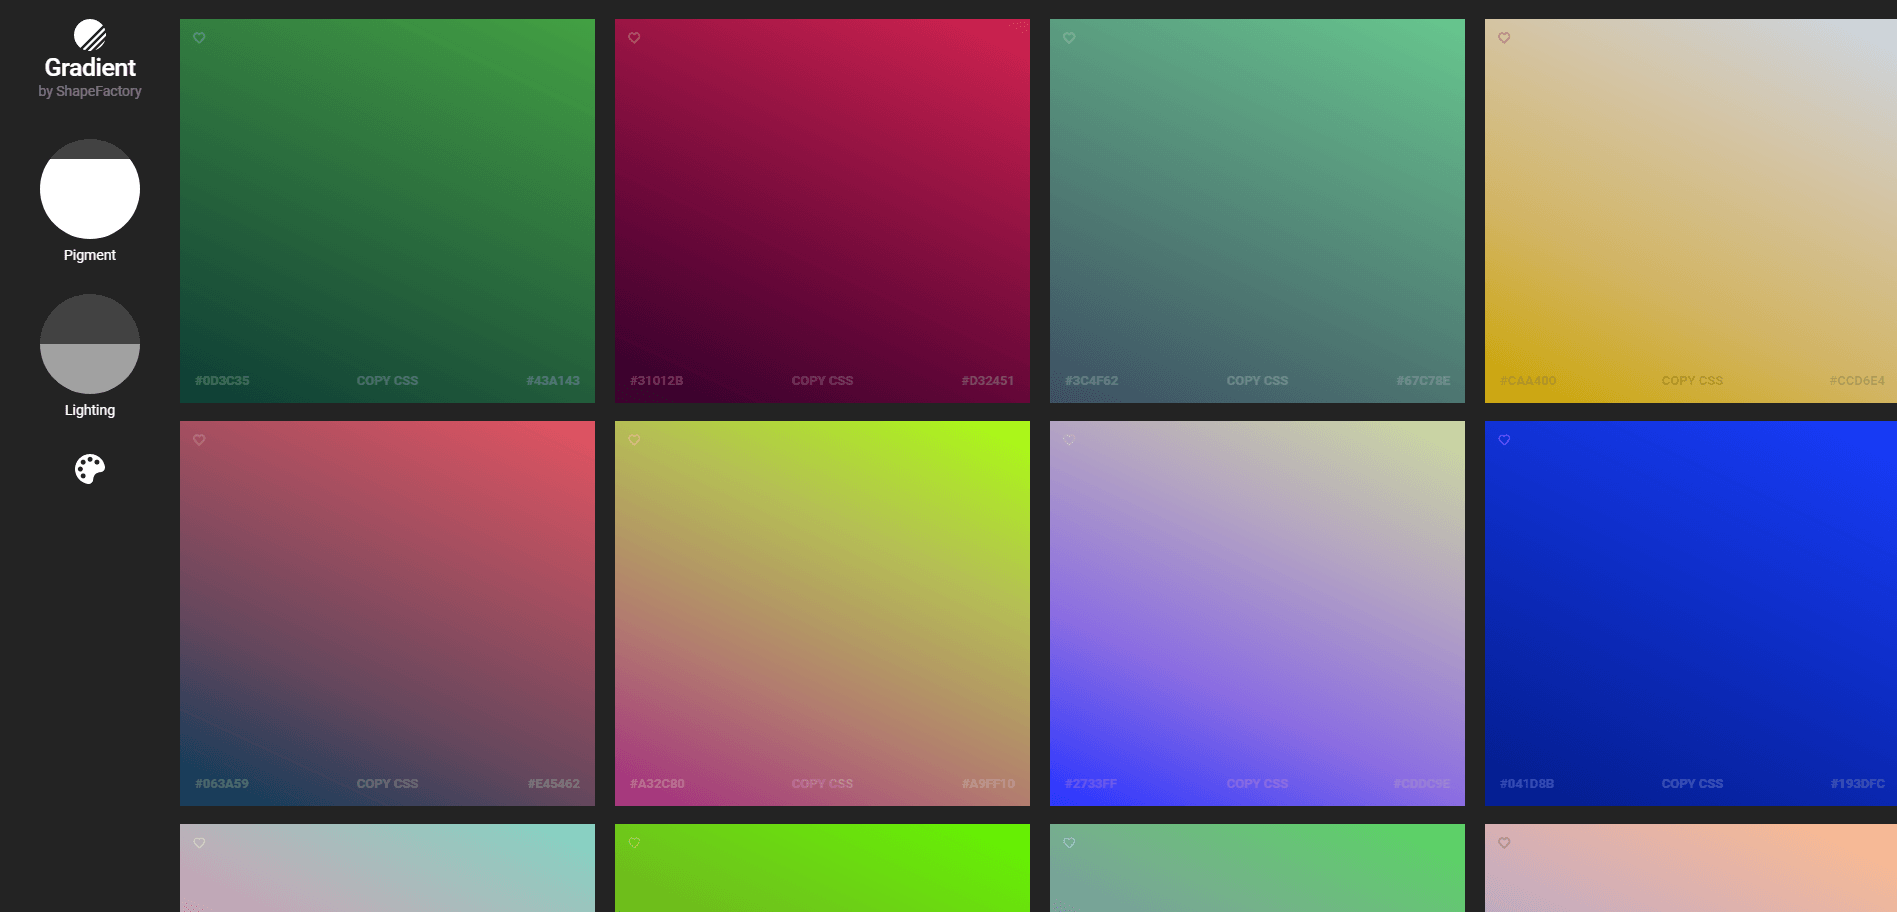 Gradient
by ShapeFactory
Pigment
Lighting
#0D3C35 COPY CSS #43A143
#31012B COPY CSS #D32451
#3C4F62 COPY CSS #67C78E
#CAA400 COPY CSS #CCD6E4
#063A59 COPY CSS #E45462
#A32C80 COPY CSS #A9FF10
#2733FF COPY CSS #CDDC9E
#041D8B COPY CSS #193DFC